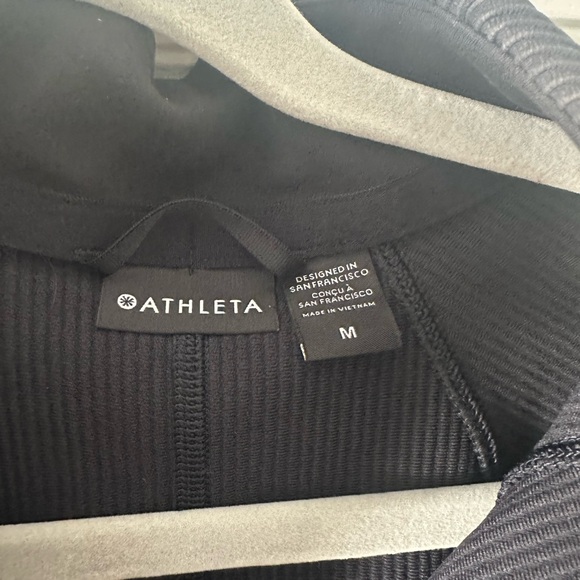 ATHLETA
DESIGNED IN
SAN FRANCISCO
CONÇU À
SAN FRANCISCO
MADE IN VIETNAM
M